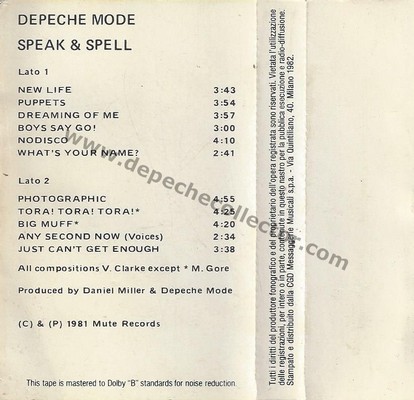 DEPECHE MODE
SPEAK & SPELL
Lato 1
NEW LIFE 3:43
PUPPETS 3:54
DREAMING OF ME 3:57
BOYS SAY GO! 3:00
NODISCO 4:10
WHAT'S YOUR NAME? 2:41
Lato 2
PHOTOGRAPHIC 4:55
TORA! TORA! TORA!* 4:25
BIG MUFF* 4:20
ANY SECOND NOW (Voices) 2:34
JUST CAN'T GET ENOUGH 3:38
All compositions V. Clarke except * M. Gore
Produced by Daniel Miller & Depeche Mode
(C) & (P) 1981 Mute Records
This tape is mastered to Dolby "B" standards for noise reduction.
Tutti i diritti del produttore fonografico e del proprietario dell'opera registrata sono riservati. Vietata l'utilizzazione
delle registrazioni, per intero o in parte, contenute in questo nastro per la pubblica esecuzione e radio-diffusione.
Stampato e distribuito dalla CGD Messaggerie Musicali s.p.a. - Via Quintiliano, 40. Milano 1982.
www.depechecollector.com